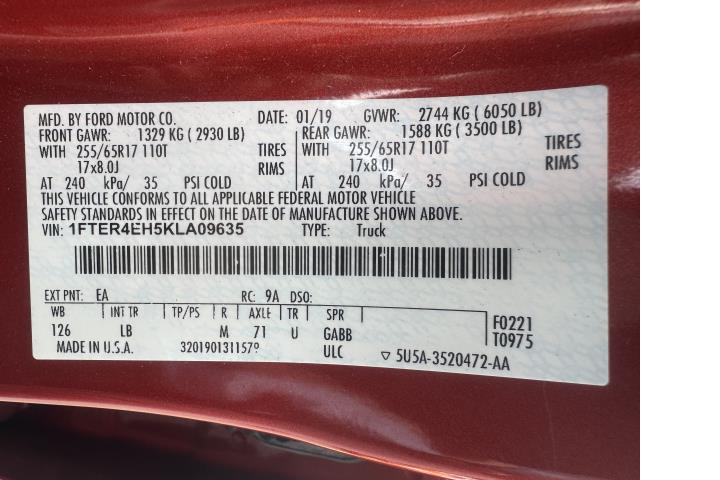 MFD. BY FORD MOTOR CO. DATE: 01/19 GVWR: 2744 KG ( 6050 LB)
FRONT GAWR: 1329 KG ( 2930 LB) REAR GAWR: 1588 KG ( 3500 LB)
WITH 255/65R17 110T TIRES WITH 255/65R17 110T TIRES
17x8.0J RIMS 17x8.0J RIMS
AT 240 kPa/ 35 PSI COLD AT 240 kPa/ 35 PSI COLD
THIS VEHICLE CONFORMS TO ALL APPLICABLE FEDERAL MOTOR VEHICLE
SAFETY STANDARDS IN EFFECT ON THE DATE OF MANUFACTURE SHOWN ABOVE.
VIN: 1FTER4EH5KLA09635 TYPE: Truck
EXT PNT: EA RC: 9A DSO:
WB INT TR TP/PS R AXLE TR SPR
126 LB M 71 U GABB
F0221
T0975
MADE IN U.S.A. 320190131157 ULC ▽ 5U5A-3520472-AA